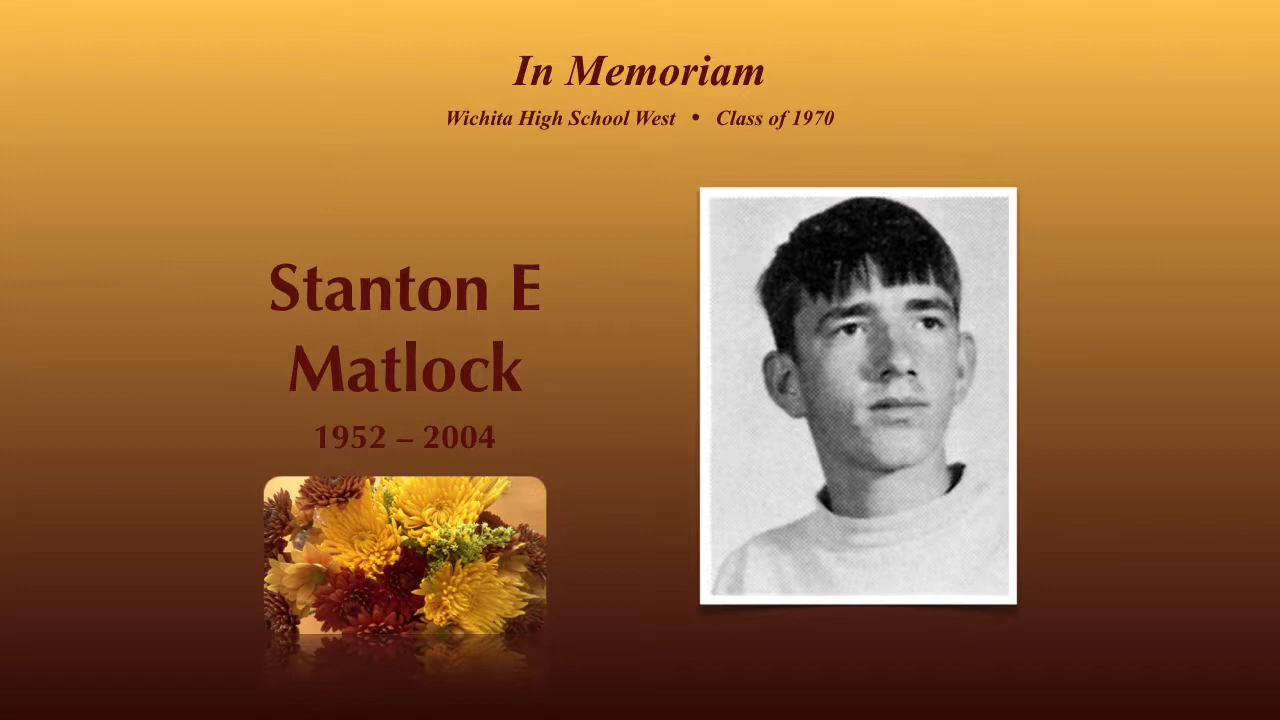 In Memoriam
Wichita High School West • Class of 1970
Stanton E
Matlock
1952 – 2004